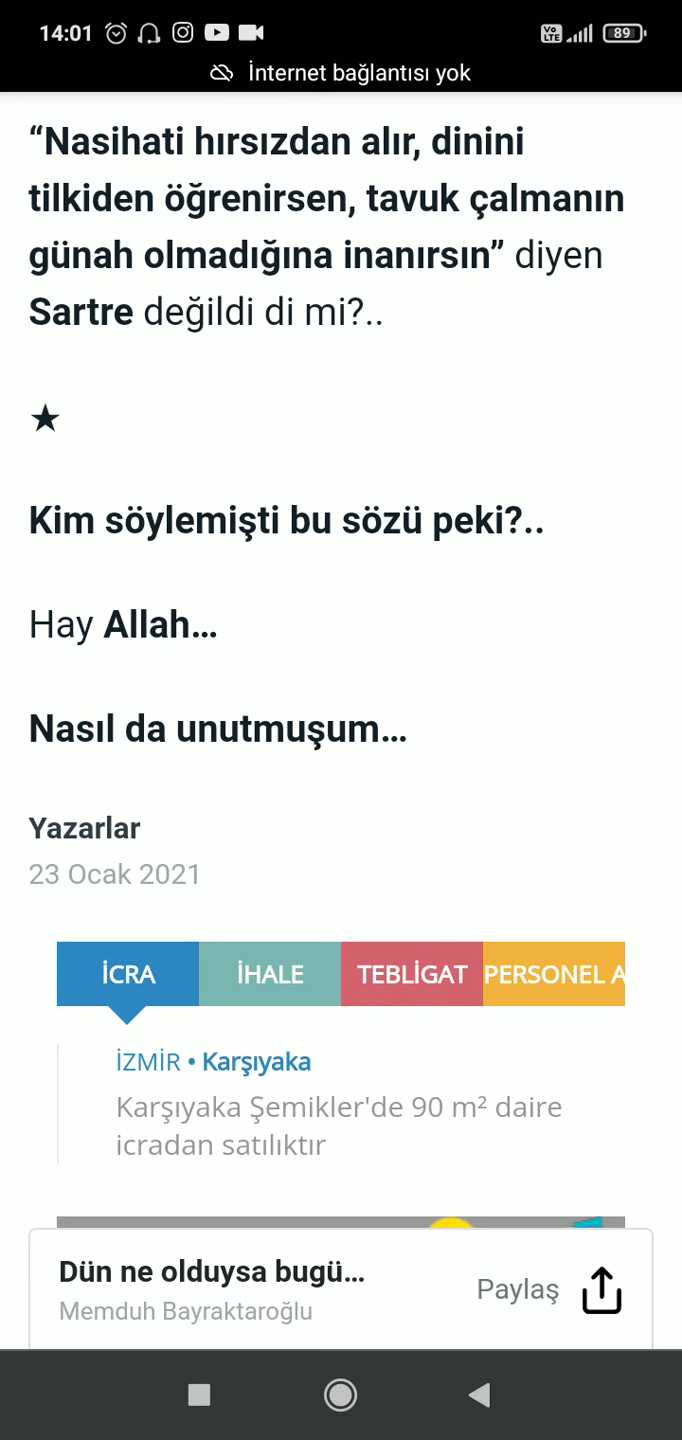 14:01
Vo LTE
89
İnternet bağlantısı yok
“Nasihati hırsızdan alır, dinini
tilkiden öğrenirsen, tavuk çalmanın
günah olmadığına inanırsın” diyen
Sartre değildi di mi?..
★
Kim söylemişti bu sözü peki?..
Hay Allah...
Nasıl da unutmuşum...
Yazarlar
23 Ocak 2021
İCRA İHALE TEBLİGAT PERSONEL A
İZMİR • Karşıyaka
Karşıyaka Şemikler'de 90 m² daire
icradan satılıktır
Dün ne olduysa bugü...
Memduh Bayraktaroğlu
Paylaş